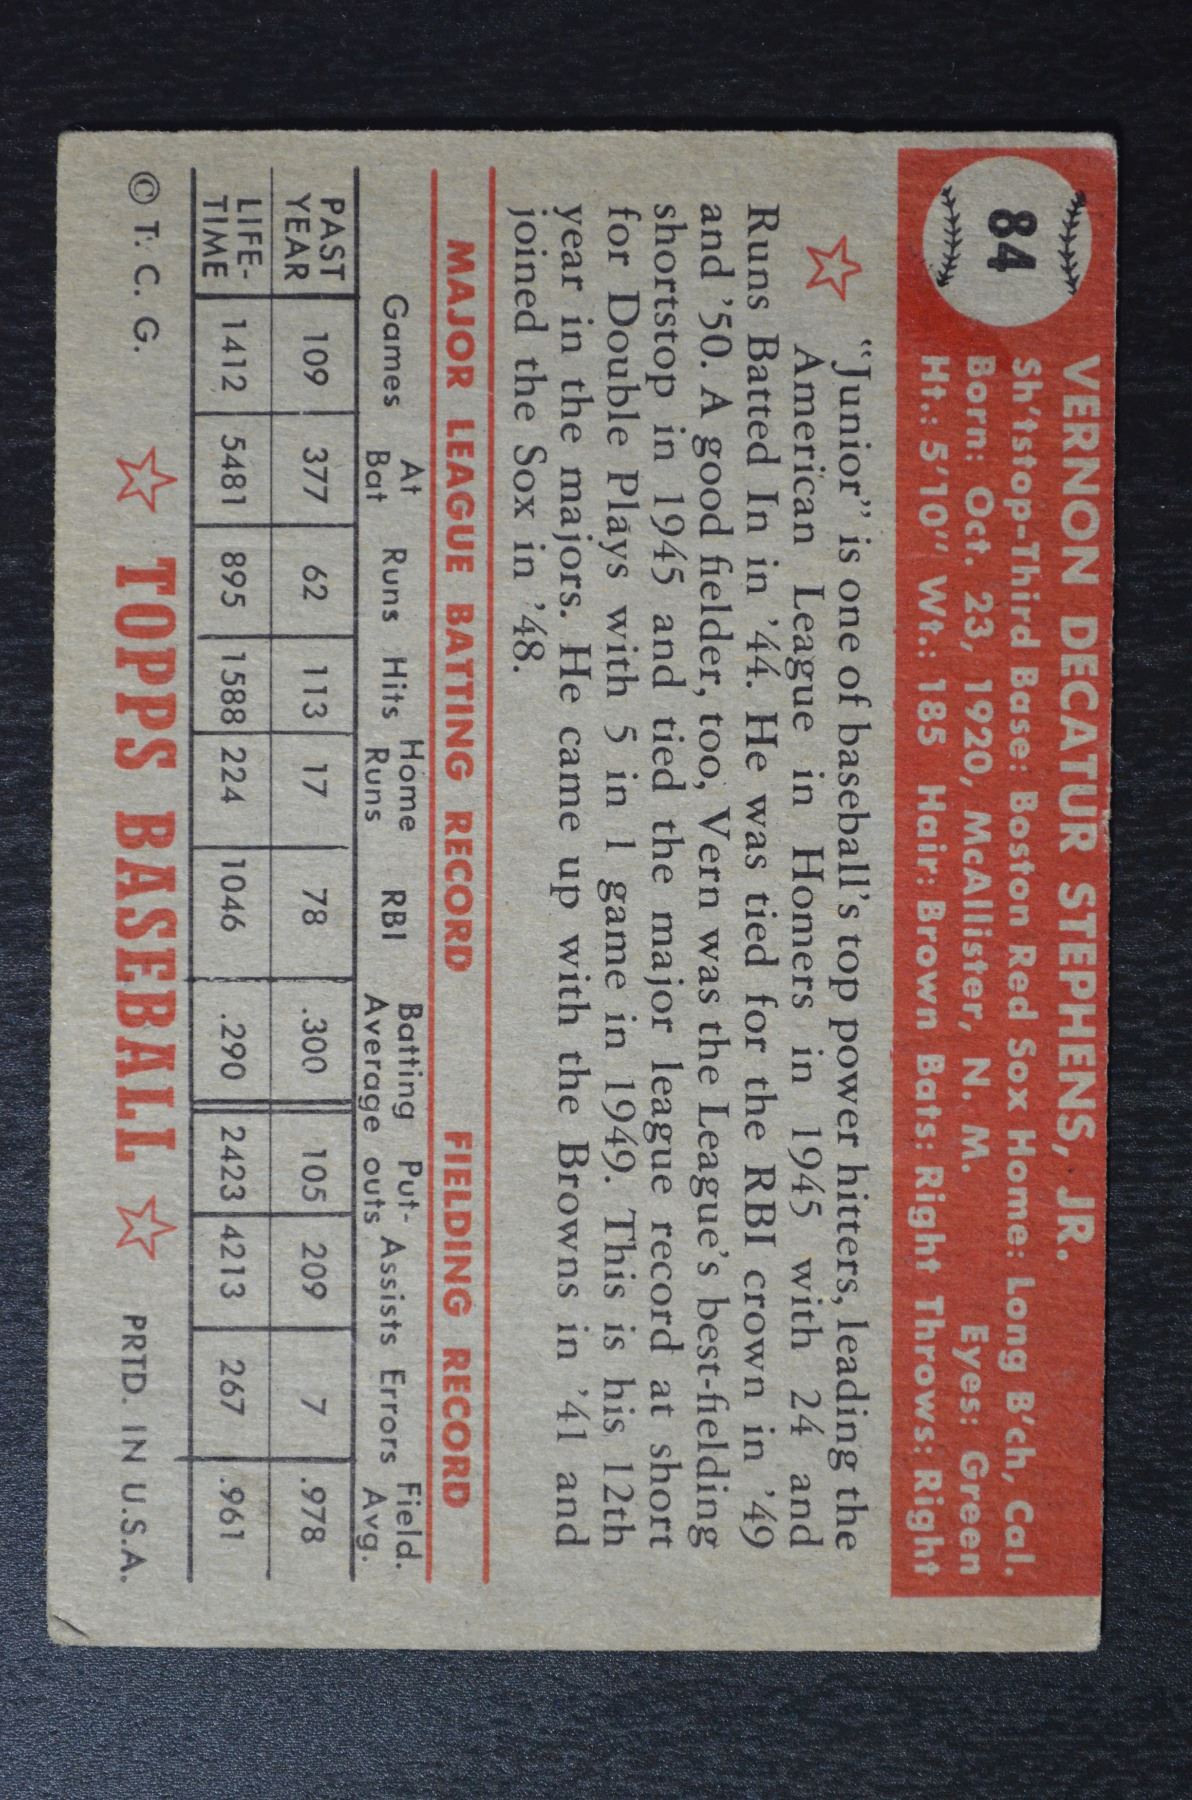 84
VERNON DECATUR STEPHENS, JR.
Sh'tstop-Third Base: Boston Red Sox Home: Long B'ch, Cal.
Born: Oct. 23, 1920, McAllister, N. M. Eyes: Green
Ht.: 5'10" Wt.: 185 Hair: Brown Bats: Right Throws: Right
"Junior" is one of baseball's top power hitters, leading the
American League in Homers in 1945 with 24 and
Runs Batted In in '44. He was tied for the RBI crown in '49
and '50. A good fielder, too, Vern was the League's best-fielding
shortstop in 1945 and tied the major league record at short
for Double Plays with 5 in 1 game in 1949. This is his 12th
year in the majors. He came up with the Browns in '41 and
joined the Sox in '48.
MAJOR LEAGUE BATTING RECORD FIELDING RECORD
Games At Bat Runs Hits Home Runs RBI Batting Average Put-outs Assists Errors Field. Avg.
PAST YEAR 109 377 62 113 17 78 .300 105 209 7 .978
LIFE-TIME 1412 5481 895 1588 224 1046 .290 2423 4213 267 .961
© T. C. G. TOPPS BASEBALL PRTD. IN U.S.A.